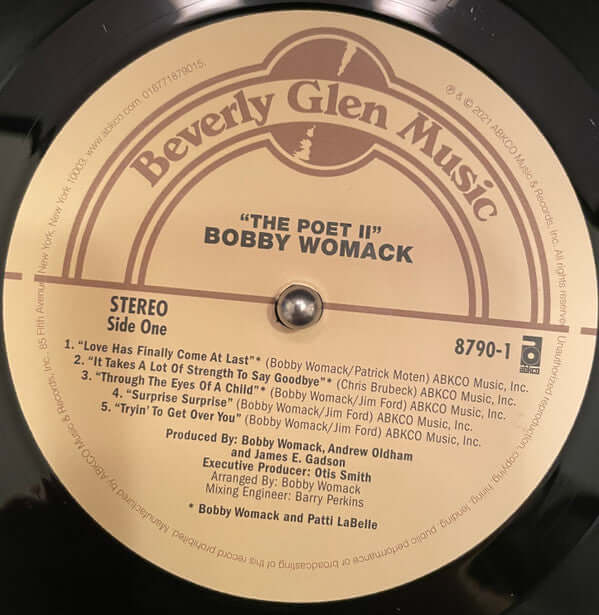 Beverly Glen Music
"THE POET II"
BOBBY WOMACK
STEREO
Side One
8790-1
abkco
1. "Love Has Finally Come At Last"* (Bobby Womack/Patrick Moten) ABKCO Music, Inc.
2. "It Takes A Lot Of Strength To Say Goodbye"* (Chris Brubeck) ABKCO Music, Inc.
3. "Through The Eyes Of A Child"* (Bobby Womack/Jim Ford) ABKCO Music, Inc.
4. "Surprise Surprise" (Bobby Womack/Jim Ford) ABKCO Music, Inc.
5. "Tryin' To Get Over You" (Bobby Womack/Jim Ford) ABKCO Music, Inc.
Produced By: Bobby Womack, Andrew Oldham
and James E. Gadson
Executive Producer: Otis Smith
Arranged By: Bobby Womack
Mixing Engineer: Barry Perkins
* Bobby Womack and Patti LaBelle
℗ & © 2021 ABKCO Music & Records, Inc. All rights reserved. Unauthorized reproduction, copying, hiring, lending, public performance or broadcasting of this record prohibited. Manufactured by ABKCO Music & Records, Inc., 85 Fifth Avenue, New York, New York 10003. www.abkco.com. 018771879015.